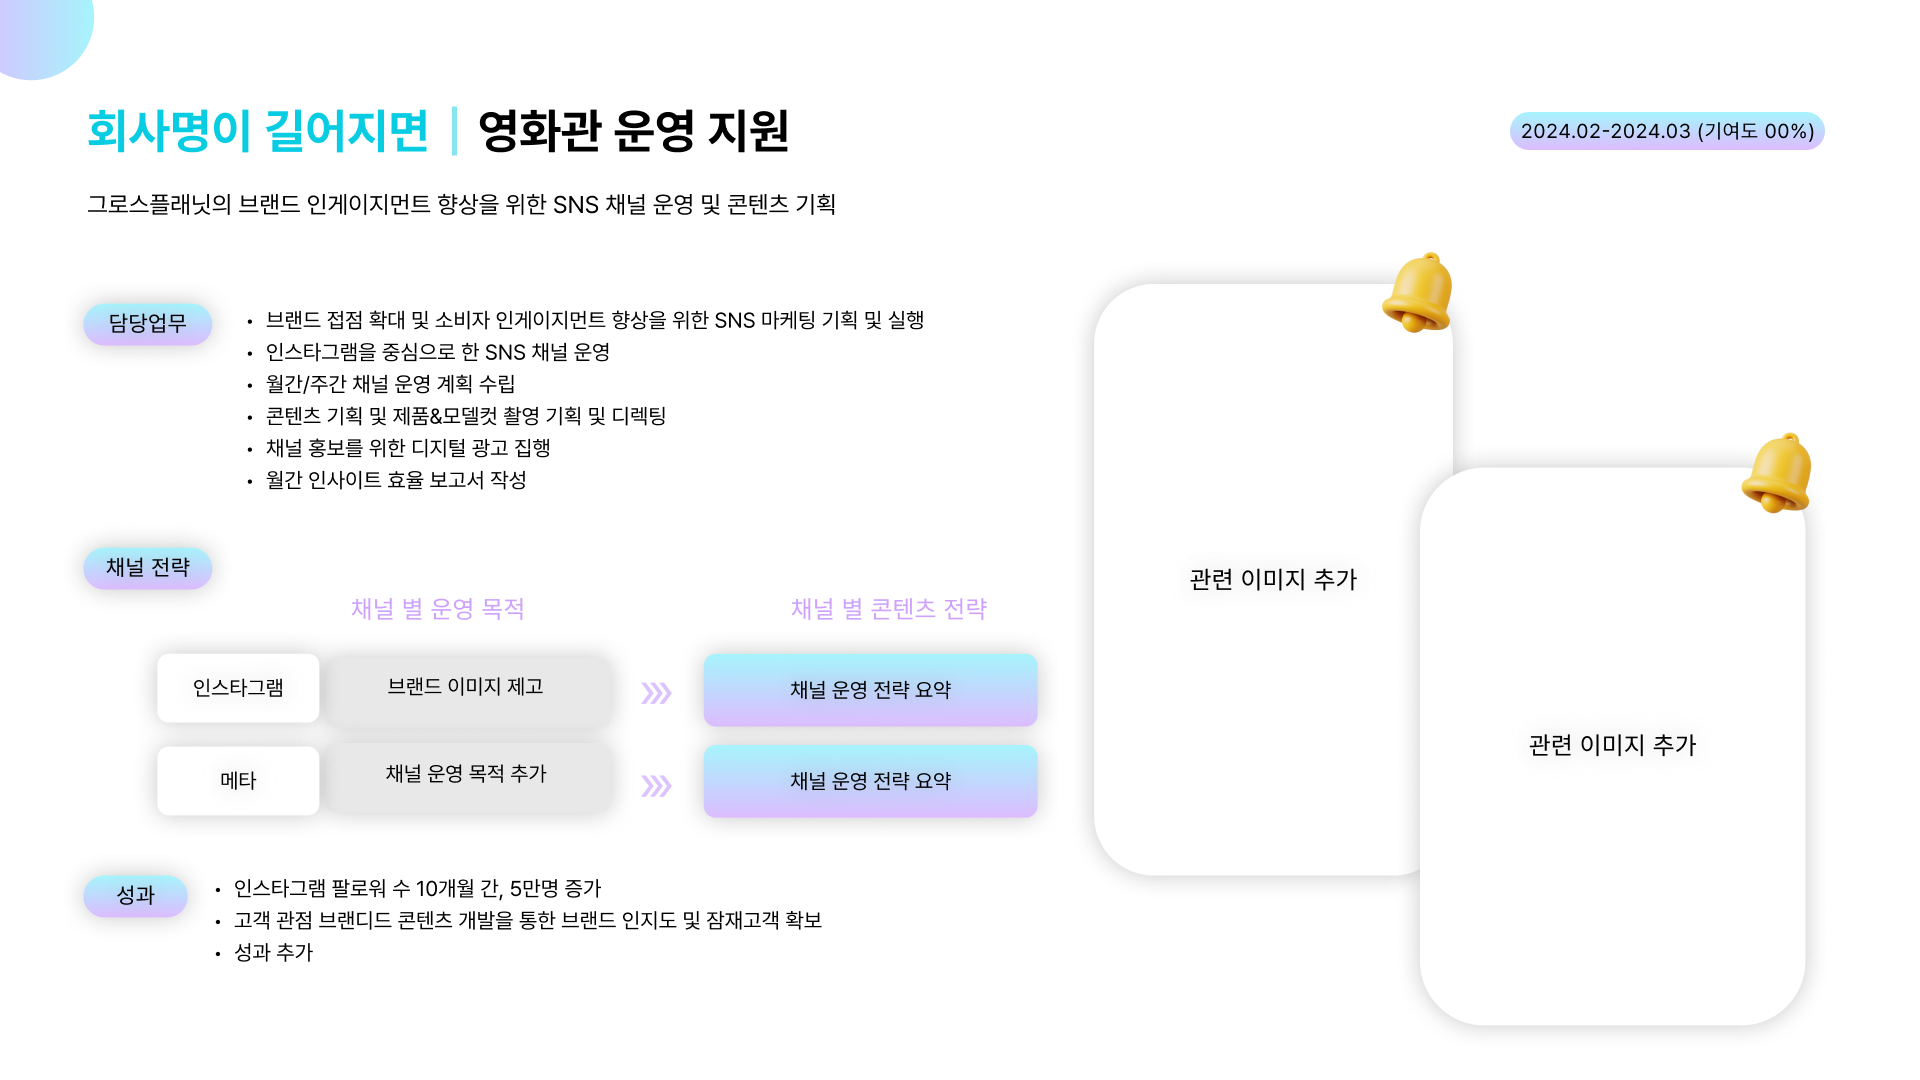 회사명이 길어지면 | 영화관 운영 지원
2024.02-2024.03 (기여도 00%)
그로스플래닛의 브랜드 인게이지먼트 향상을 위한 SNS 채널 운영 및 콘텐츠 기획
담당업무
• 브랜드 접점 확대 및 소비자 인게이지먼트 향상을 위한 SNS 마케팅 기획 및 실행
• 인스타그램을 중심으로 한 SNS 채널 운영
• 월간/주간 채널 운영 계획 수립
• 콘텐츠 기획 및 제품&모델컷 촬영 기획 및 디렉팅
• 채널 홍보를 위한 디지털 광고 집행
• 월간 인사이트 효율 보고서 작성
채널 전략
채널 별 운영 목적
채널 별 콘텐츠 전략
인스타그램
브랜드 이미지 제고
채널 운영 전략 요약
메타
채널 운영 목적 추가
채널 운영 전략 요약
성과
• 인스타그램 팔로워 수 10개월 간, 5만명 증가
• 고객 관점 브랜디드 콘텐츠 개발을 통한 브랜드 인지도 및 잠재고객 확보
• 성과 추가
관련 이미지 추가
관련 이미지 추가